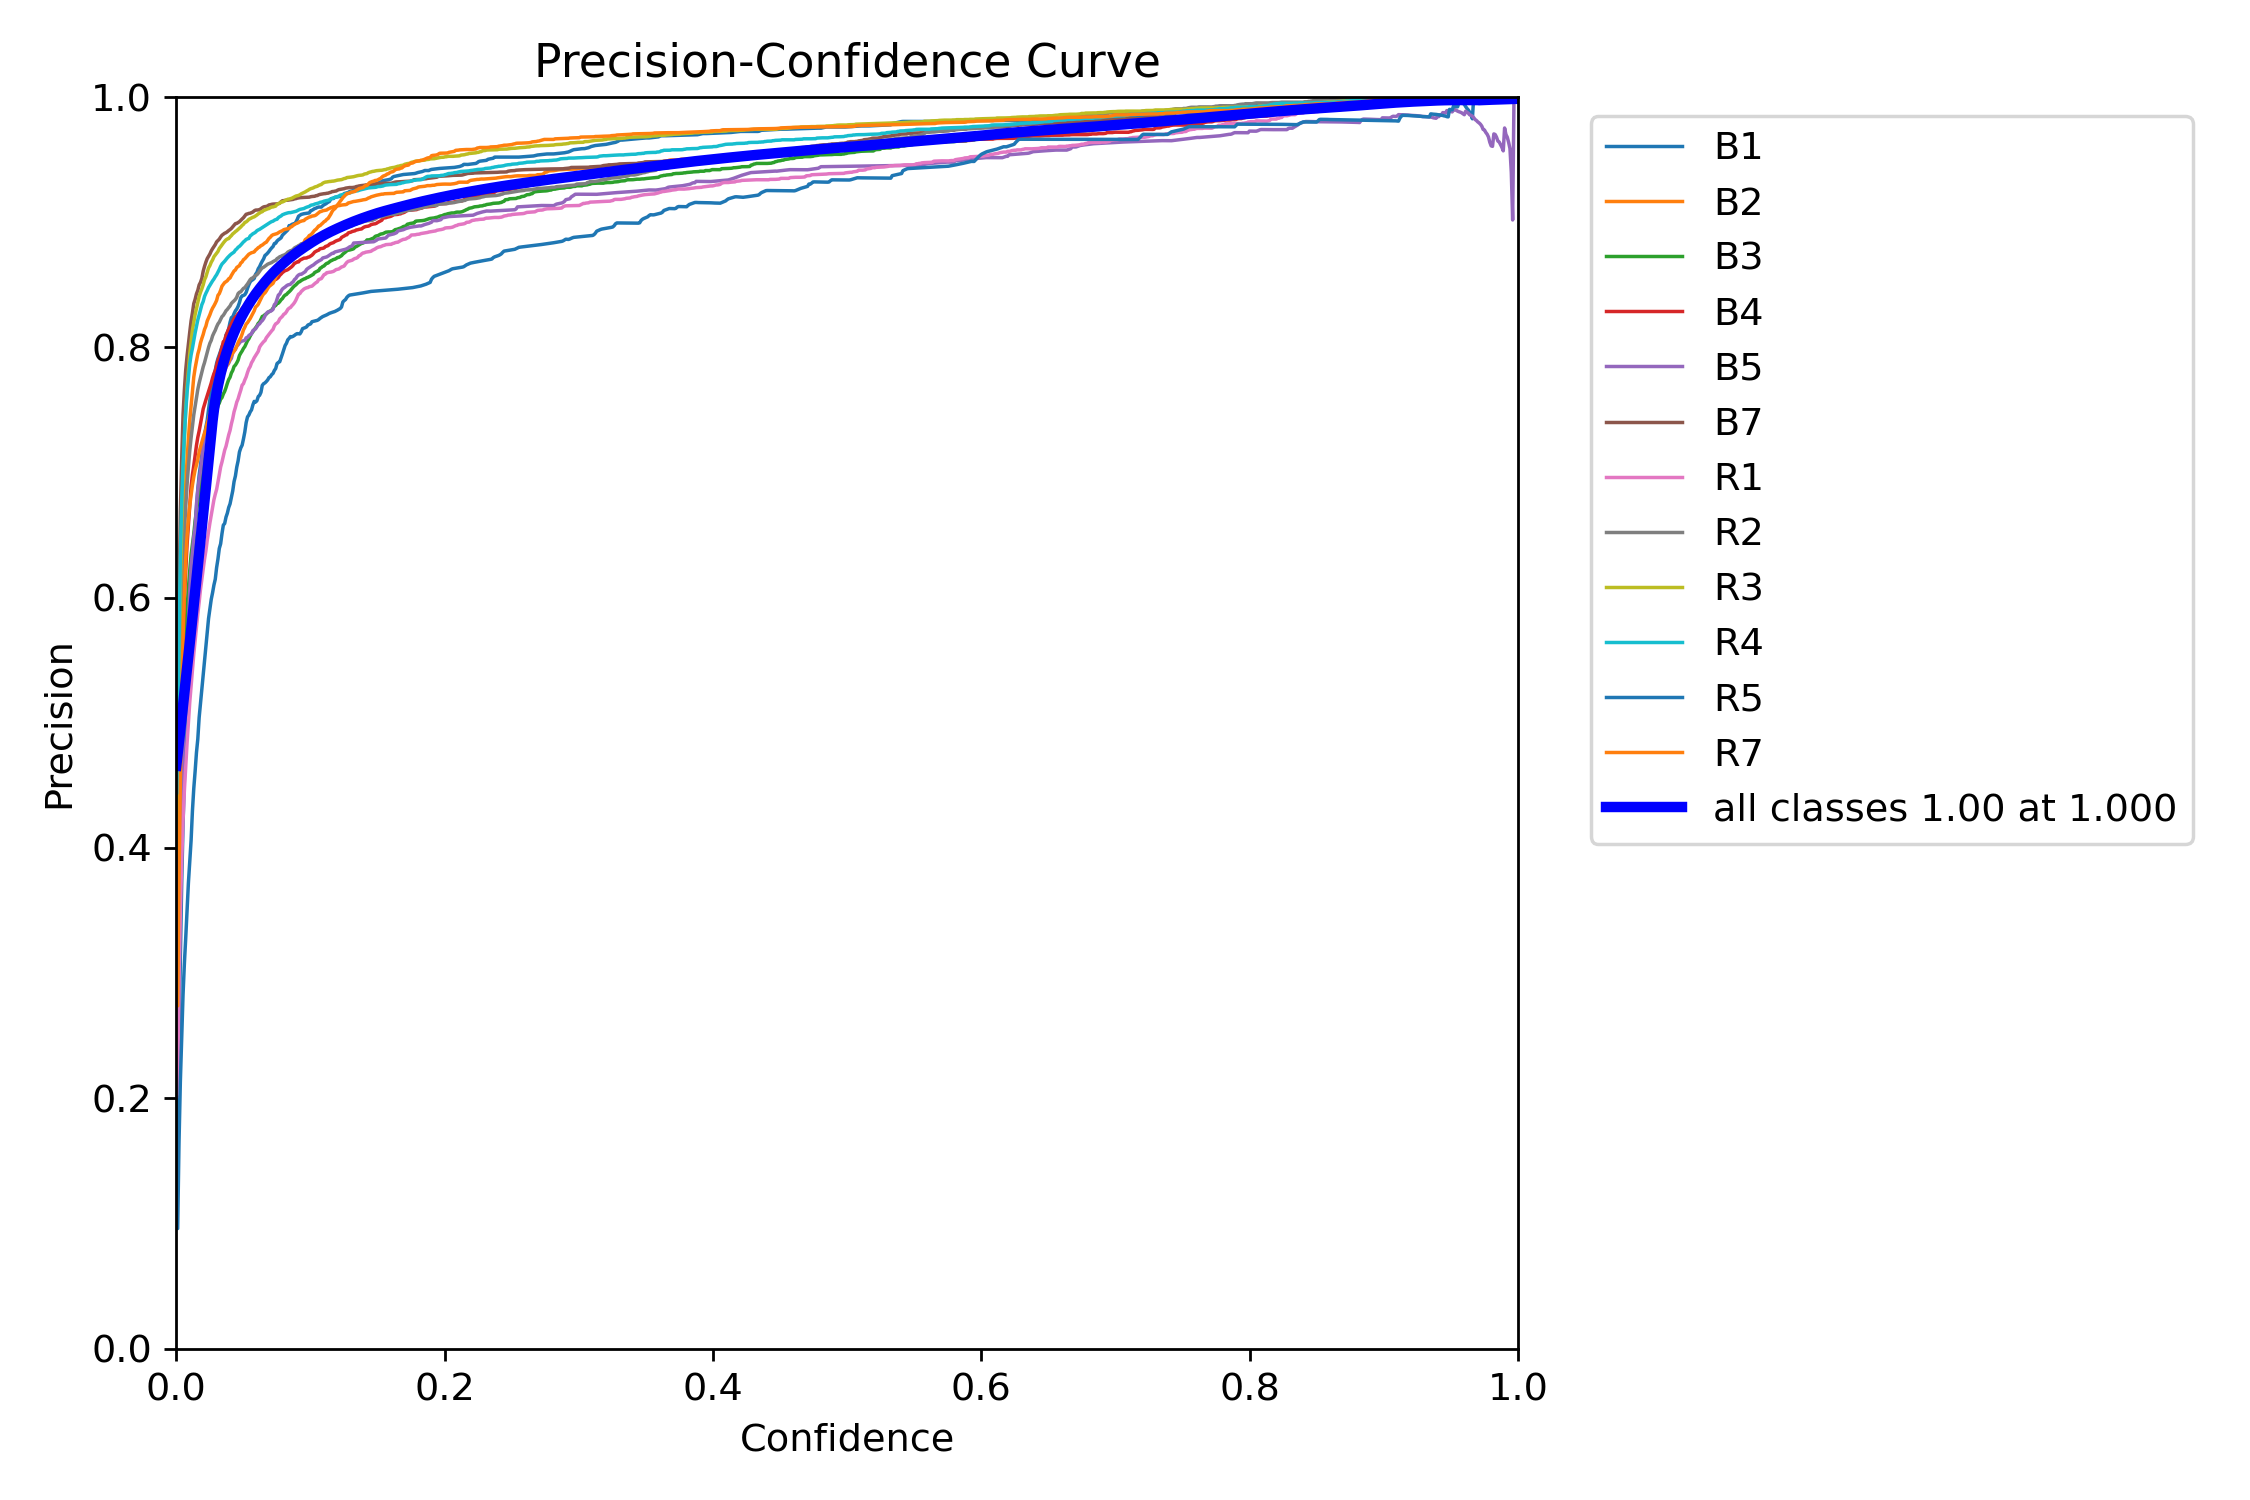 Precision-Confidence Curve
1.0
0.8
0.6
0.4
0.2
0.0
Precision
0.0 0.2 0.4 0.6 0.8 1.0
Confidence
B1
B2
B3
B4
B5
B7
R1
R2
R3
R4
R5
R7
all classes 1.00 at 1.000